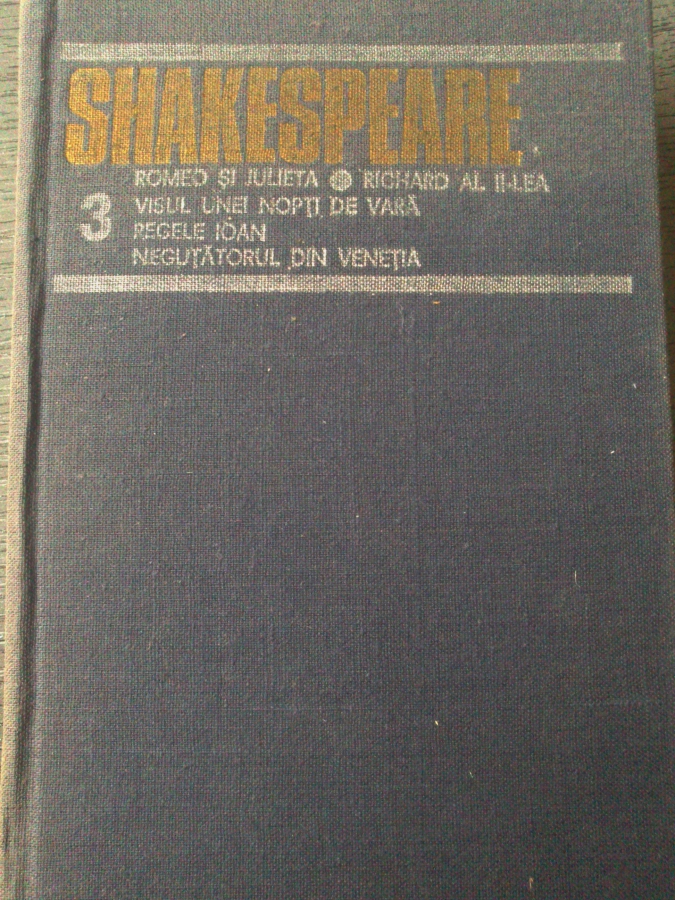 SHAKESPEARE
ROMEO ȘI JULIETA RICHARD AL II-LEA
3 VISUL UNEI NOPȚI DE VARĂ
REGELE IOAN
NEGUȚĂTORUL DIN VENEȚIA